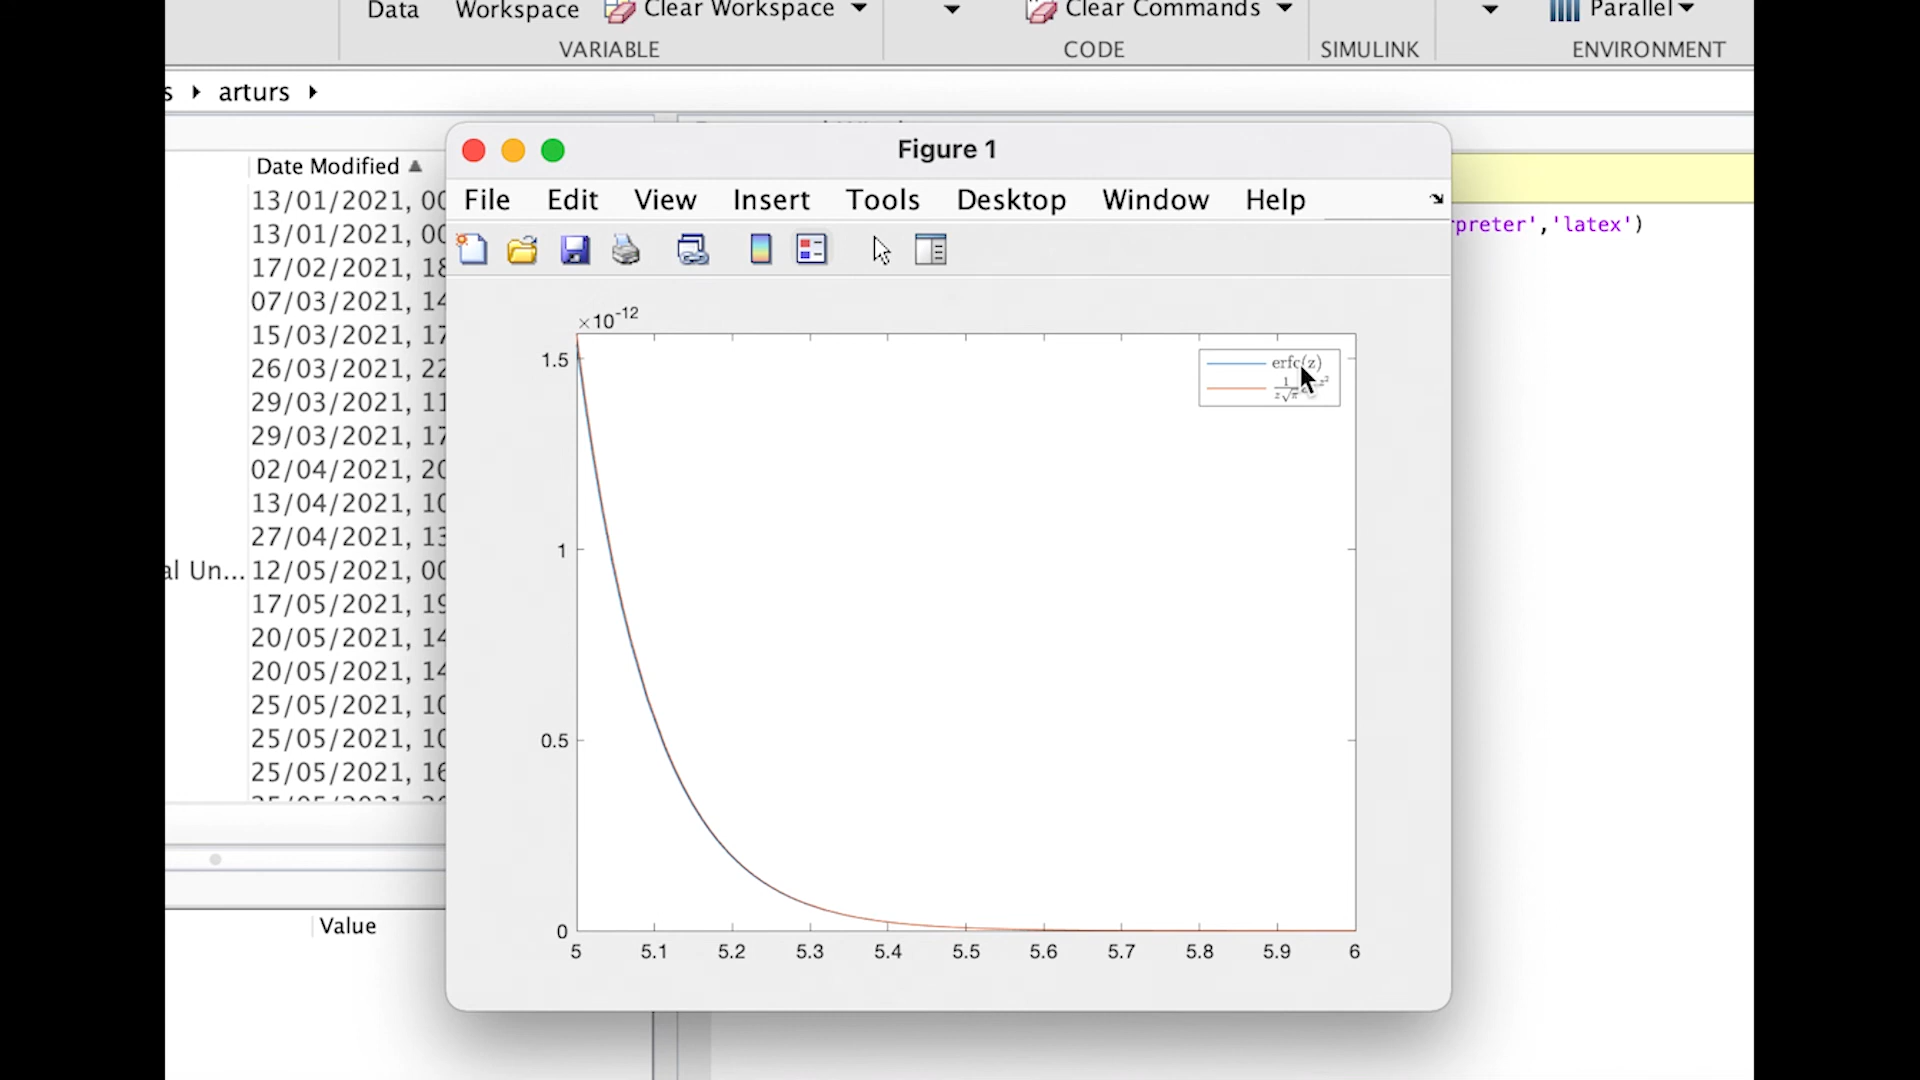 Data Workspace Clear Workspace Clear Commands Parallel
VARIABLE CODE SIMULINK ENVIRONMENT
s ▸ arturs ▸
Figure 1
Date Modified
File Edit View Insert Tools Desktop Window Help
13/01/2021, 00
rpreter','latex')
13/01/2021, 00
17/02/2021, 18
07/03/2021, 14
15/03/2021, 17
26/03/2021, 22
29/03/2021, 11
29/03/2021, 17
02/04/2021, 20
13/04/2021, 10
27/04/2021, 13
al Un... 12/05/2021, 00
17/05/2021, 19
20/05/2021, 14
20/05/2021, 14
25/05/2021, 10
25/05/2021, 10
25/05/2021, 16
Value
×10⁻¹²
1.5
1
0.5
0
5 5.1 5.2 5.3 5.4 5.5 5.6 5.7 5.8 5.9 6
erfc(z)